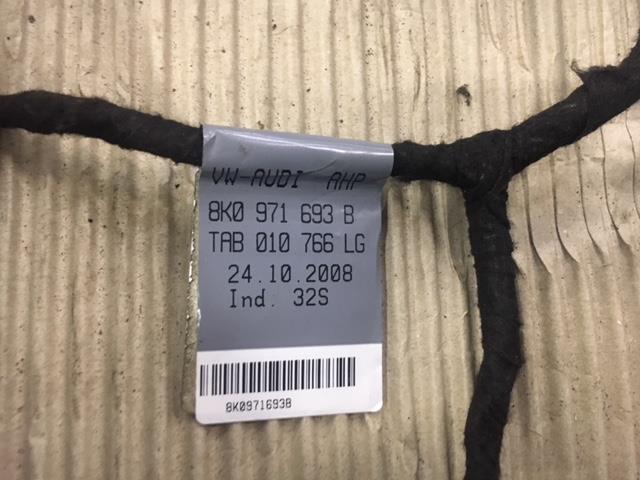 VW-AUDI AHP
8K0 971 693 B
TAB 010 766 LG
24.10.2008
Ind. 32S
8K0971693B